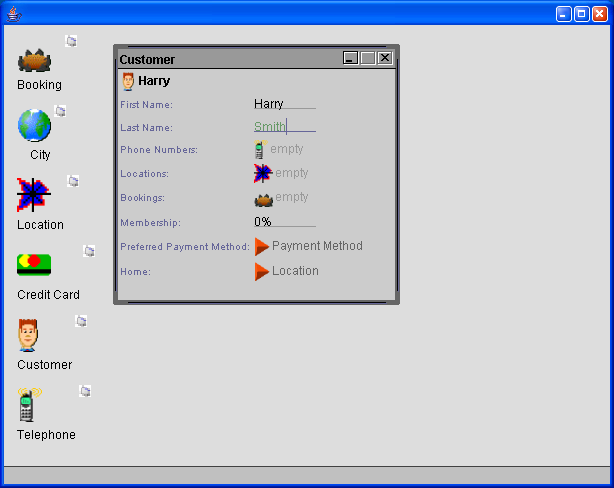 Booking
City
Location
Credit Card
Customer
Telephone
Customer
Harry
First Name: Harry
Last Name: Smith
Phone Numbers: empty
Locations: empty
Bookings: empty
Membership: 0%
Preferred Payment Method: Payment Method
Home: Location